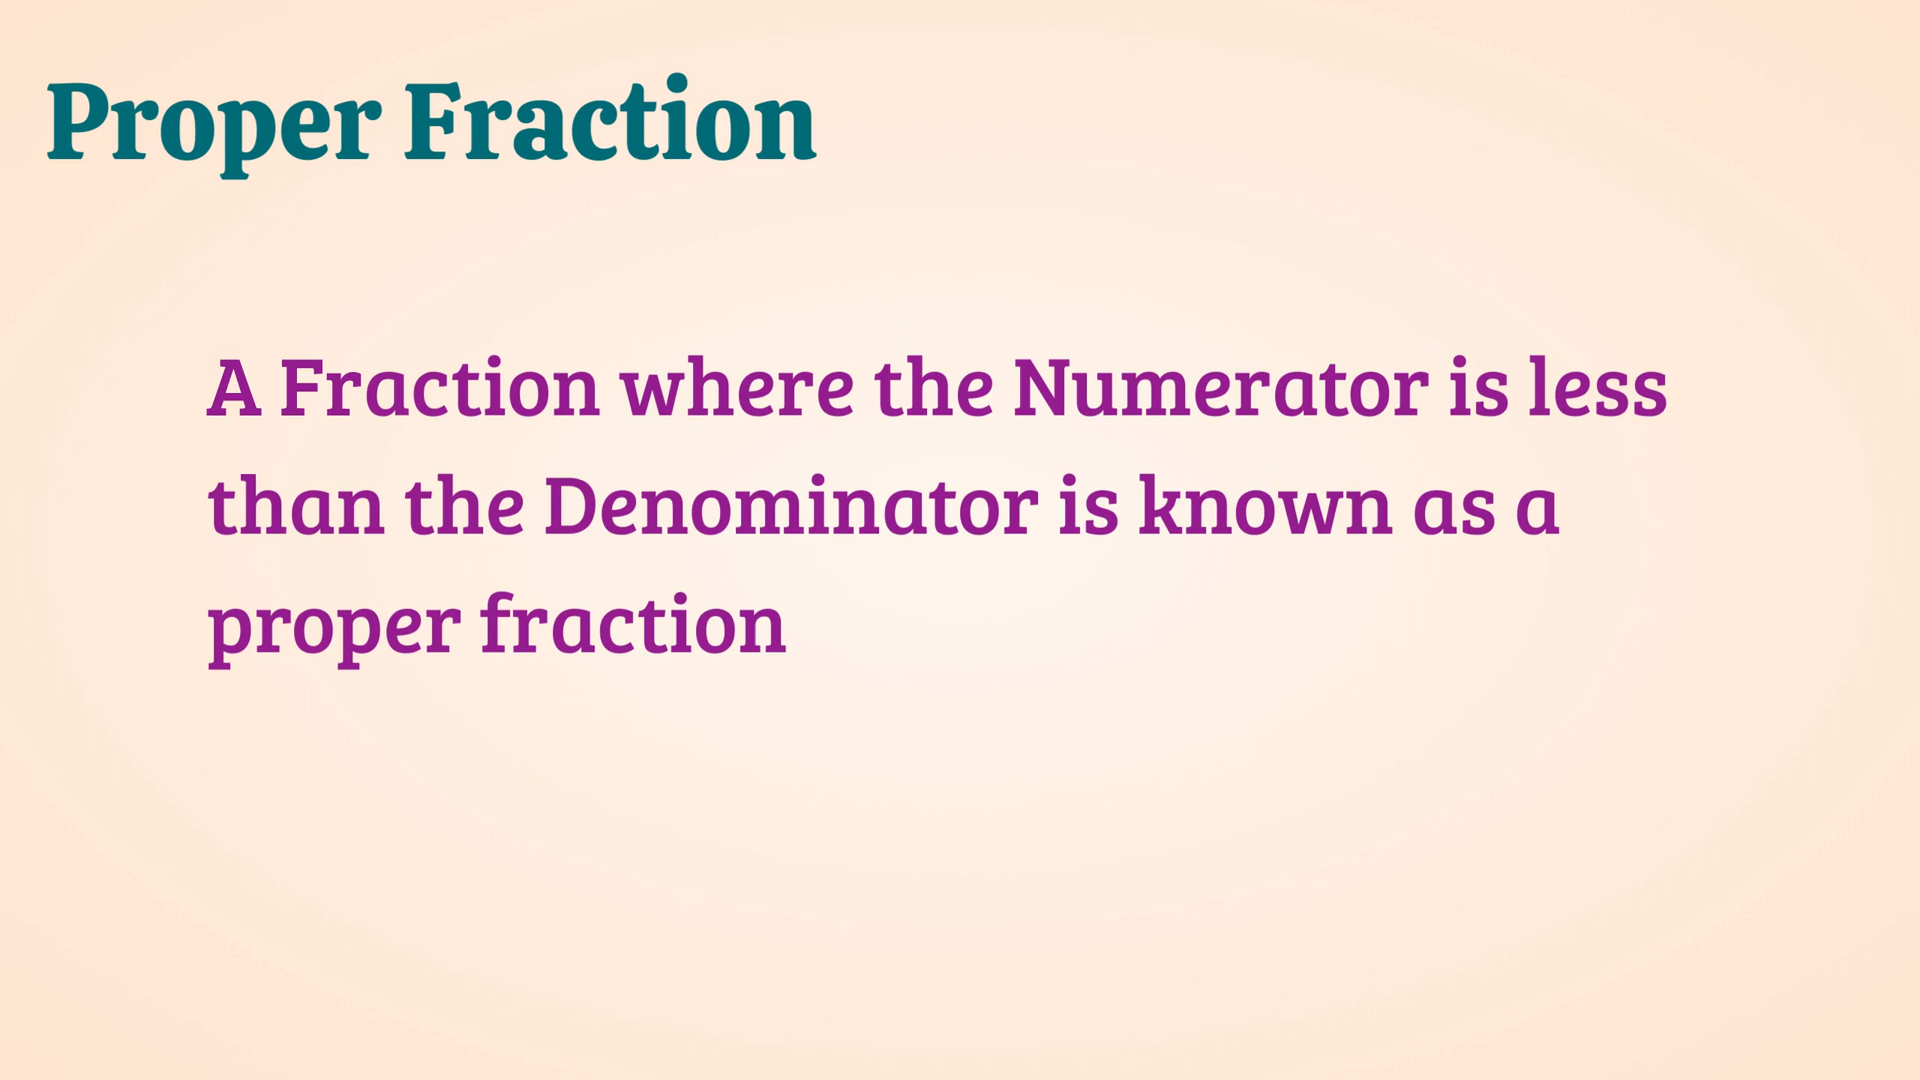 Proper Fraction
A Fraction where the Numerator is less
than the Denominator is known as a
proper fraction